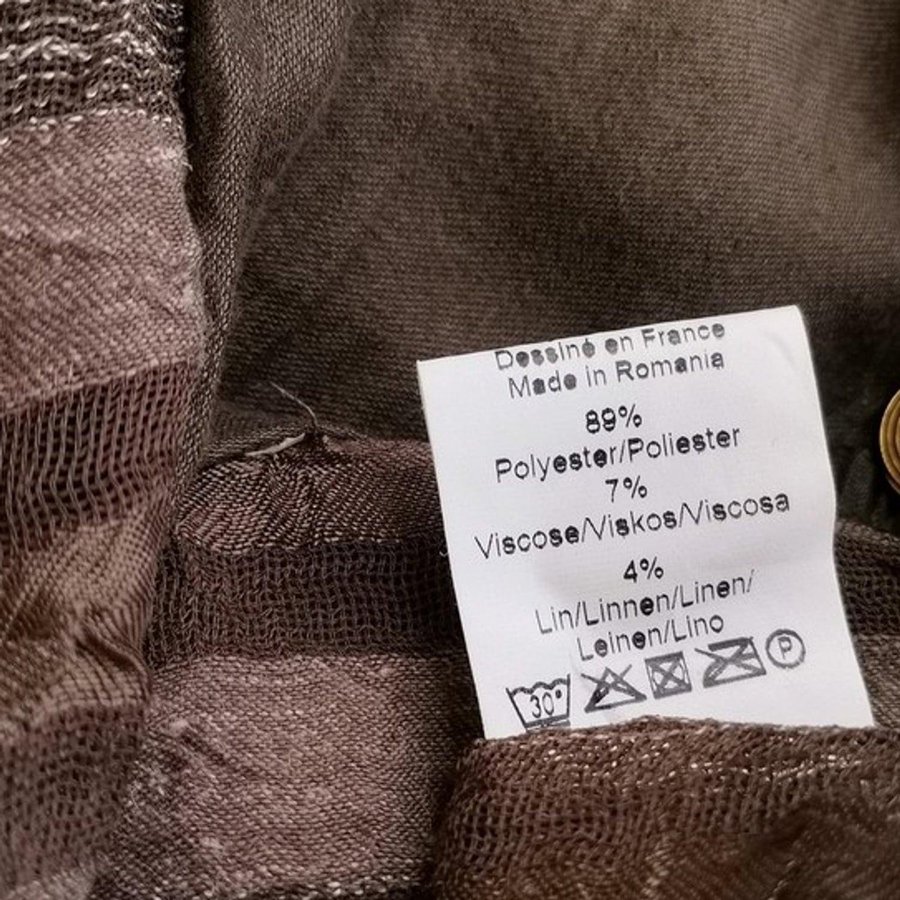 Dessiné en France
Made in Romania
89%
Polyester/Poliester
7%
Viscose/Viskos/Viscosa
4%
Lin/Linnen/Linen/
Leinen/Lino
30° P